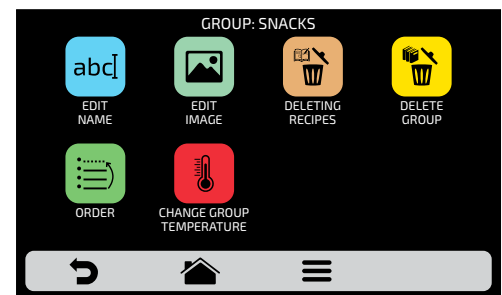 GROUP: SNACKS
abc
EDIT
NAME
EDIT
IMAGE
DELETING
RECIPES
DELETE
GROUP
ORDER
CHANGE GROUP
TEMPERATURE